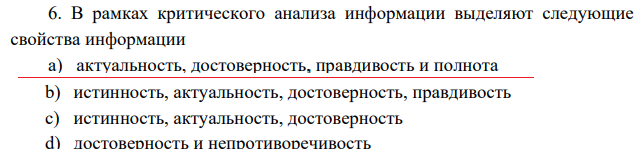 6. В рамках критического анализа информации выделяют следующие
свойства информации
a) актуальность, достоверность, правдивость и полнота
b) истинность, актуальность, достоверность, правдивость
c) истинность, актуальность, достоверность
d) достоверность и непротиворечивость